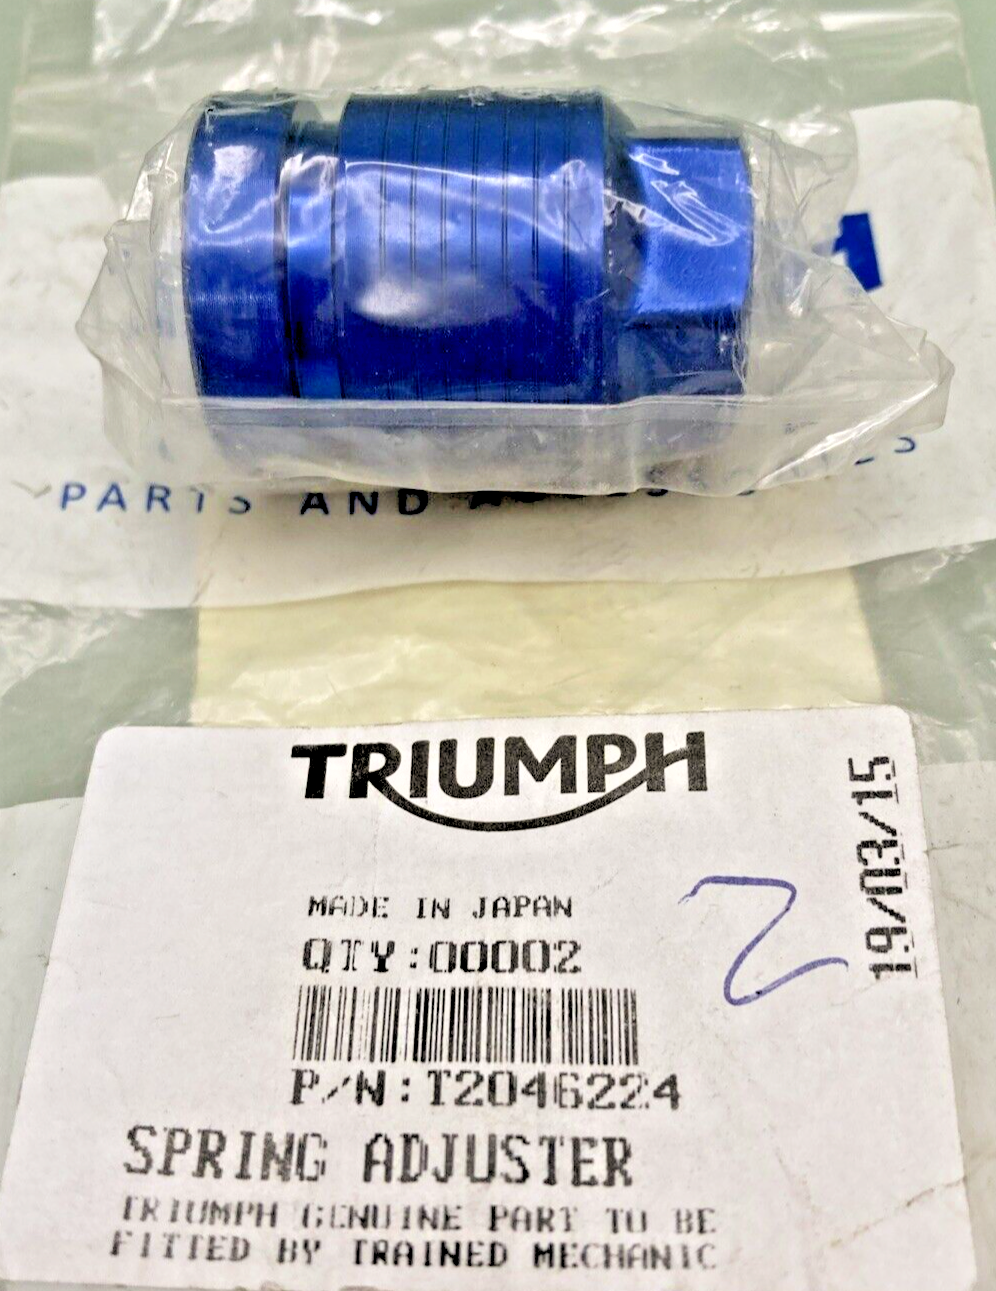 PARTS AND
TRIUMPH
19/03/15
MADE IN JAPAN
QTY:00002
2
P/N:T2046224
SPRING ADJUSTER
TRIUMPH GENUINE PART TO BE
FITTED BY TRAINED MECHANIC